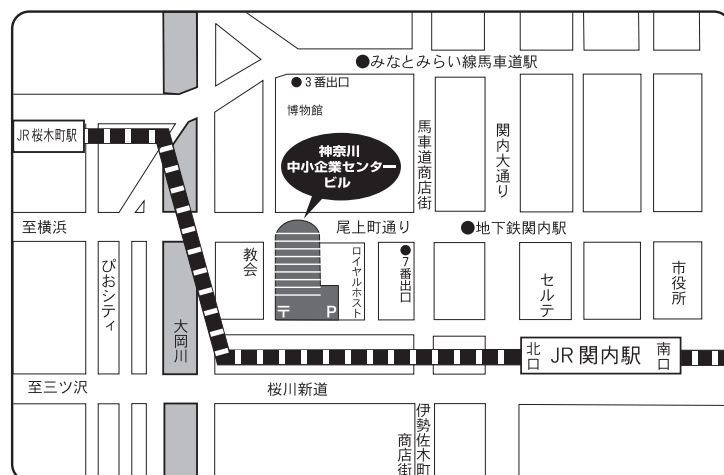 ●みなとみらい線馬車道駅
●3番出口
博物館
JR桜木町駅
神奈川
中小企業センター
ビル
馬車道商店街
関内大通り
至横浜
尾上町通り
●地下鉄関内駅
ぴおシティ
大岡川
教会
ロイヤルホスト
●7番出口
セルテ
市役所
〒 P
北口 JR関内駅 南口
至三ツ沢
桜川新道
伊勢佐木町
商店街